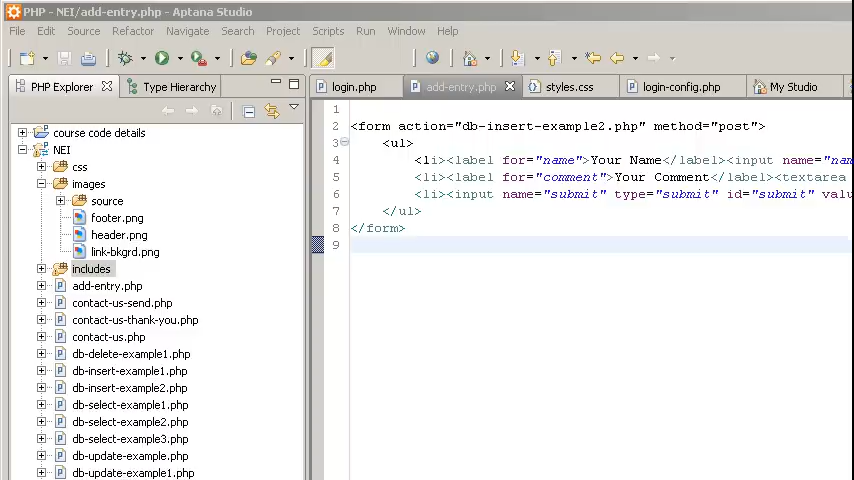 PHP - NEI/add-entry.php - Aptana Studio
File Edit Source Refactor Navigate Search Project Scripts Run Window Help
PHP Explorer Type Hierarchy
login.php add-entry.php styles.css login-config.php My Studio
course code details
NEI
css
images
source
footer.png
header.png
link-bkgrd.png
includes
add-entry.php
contact-us-send.php
contact-us-thank-you.php
contact-us.php
db-delete-example1.php
db-insert-example1.php
db-insert-example2.php
db-select-example1.php
db-select-example2.php
db-select-example3.php
db-update-example.php
db-update-example1.php
1
2 <form action="db-insert-example2.php" method="post">
3 <ul>
4 <li><label for="name">Your Name</label><input name="nam
5 <li><label for="comment">Your Comment</label><textarea
6 <li><input name="submit" type="submit" id="submit" valu
7 </ul>
8 </form>
9